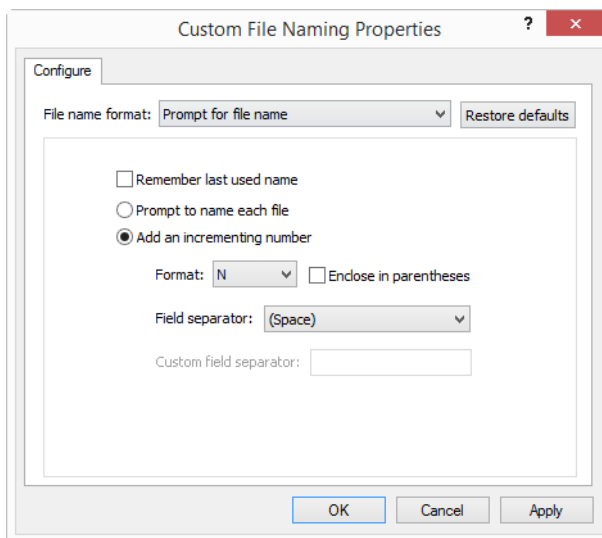 Custom File Naming Properties ? ×
Configure
File name format: Prompt for file name Restore defaults
Remember last used name
Prompt to name each file
Add an incrementing number
Format: N Enclose in parentheses
Field separator: (Space)
Custom field separator:
OK Cancel Apply